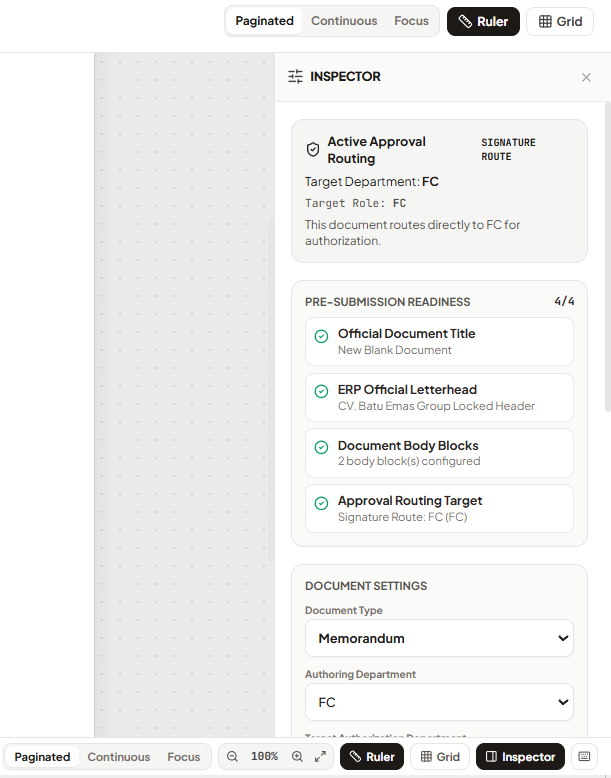 Paginated Continuous Focus Ruler Grid
INSPECTOR
Active Approval Routing
SIGNATURE ROUTE
Target Department: FC
Target Role: FC
This document routes directly to FC for
authorization.
PRE-SUBMISSION READINESS 4/4
Official Document Title
New Blank Document
ERP Official Letterhead
CV. Batu Emas Group Locked Header
Document Body Blocks
2 body block(s) configured
Approval Routing Target
Signature Route: FC (FC)
DOCUMENT SETTINGS
Document Type
Memorandum
Authoring Department
FC
Target Authorization Department
Paginated Continuous Focus 100% Ruler Grid Inspector